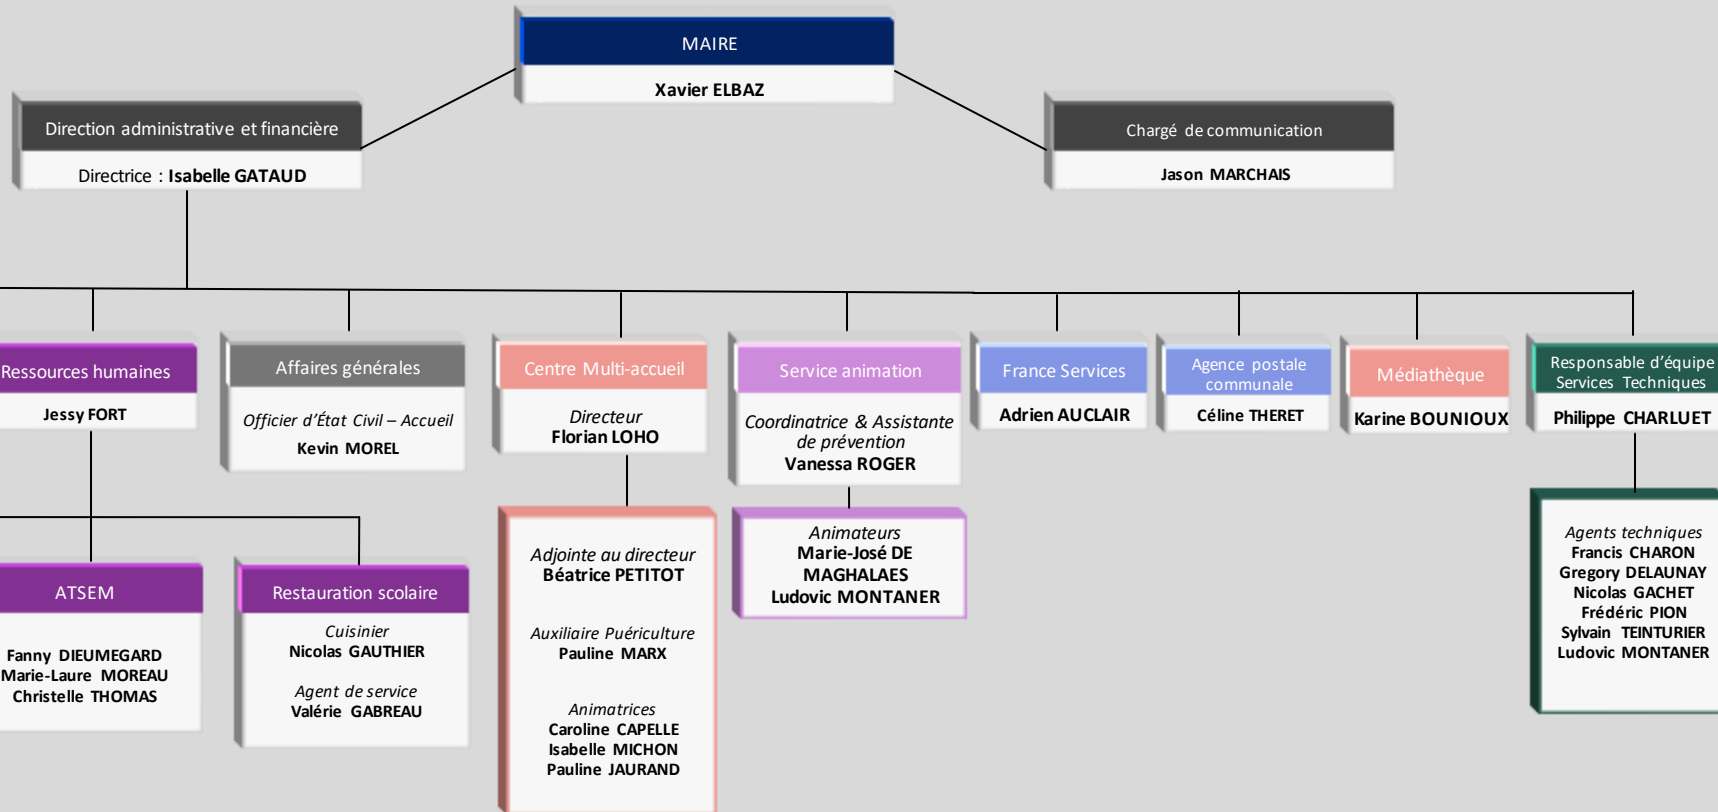 MAIRE
Xavier ELBAZ
Direction administrative et financière
Directrice : Isabelle GATAUD
Chargé de communication
Jason MARCHAIS
Ressources humaines
Jessy FORT
Affaires générales
Officier d’État Civil – Accueil
Kevin MOREL
Centre Multi-accueil
Directeur
Florian LOHO
Service animation
Coordinatrice & Assistante
de prévention
Vanessa ROGER
France Services
Adrien AUCLAIR
Agence postale
communale
Céline THERET
Médiathèque
Karine BOUNIOUX
Responsable d’équipe
Services Techniques
Philippe CHARLUET
ATSEM
Fanny DIEUMEGARD
Marie-Laure MOREAU
Christelle THOMAS
Restauration scolaire
Cuisinier
Nicolas GAUTHIER
Agent de service
Valérie GABREAU
Adjointe au directeur
Béatrice PETITOT
Auxiliaire Puériculture
Pauline MARX
Animatrices
Caroline CAPELLE
Isabelle MICHON
Pauline JAURAND
Animateurs
Marie-José DE
MAGHALAES
Ludovic MONTANER
Agents techniques
Francis CHARON
Gregory DELAUNAY
Nicolas GACHET
Frédéric PION
Sylvain TEINTURIER
Ludovic MONTANER